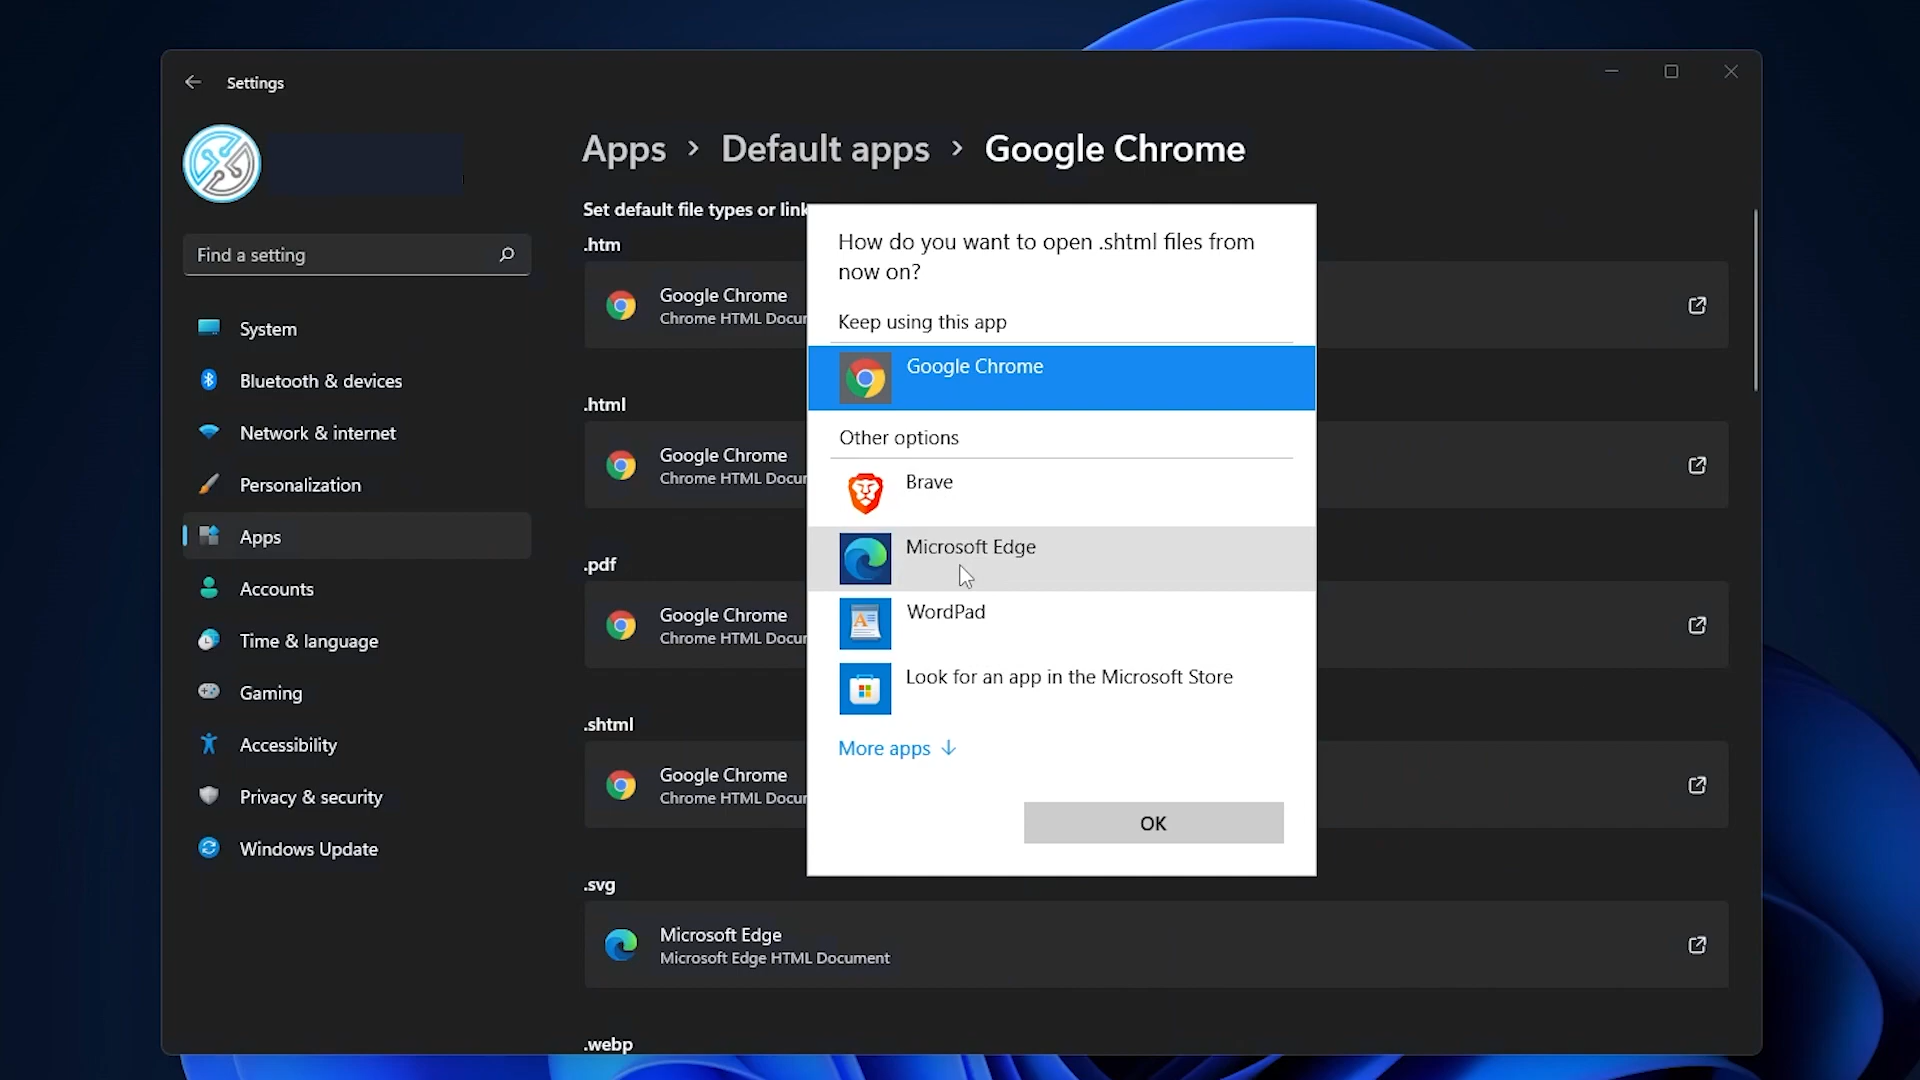 Settings
Apps > Default apps > Google Chrome
Find a setting
System
Bluetooth & devices
Network & internet
Personalization
Apps
Accounts
Time & language
Gaming
Accessibility
Privacy & security
Windows Update
Set default file types or link
.htm
Google Chrome
Chrome HTML Docum
.html
Google Chrome
Chrome HTML Docum
.pdf
Google Chrome
Chrome HTML Docum
.shtml
Google Chrome
Chrome HTML Docum
.svg
Microsoft Edge
Microsoft Edge HTML Document
.webp
How do you want to open .shtml files from
now on?
Keep using this app
Google Chrome
Other options
Brave
Microsoft Edge
WordPad
Look for an app in the Microsoft Store
More apps
OK